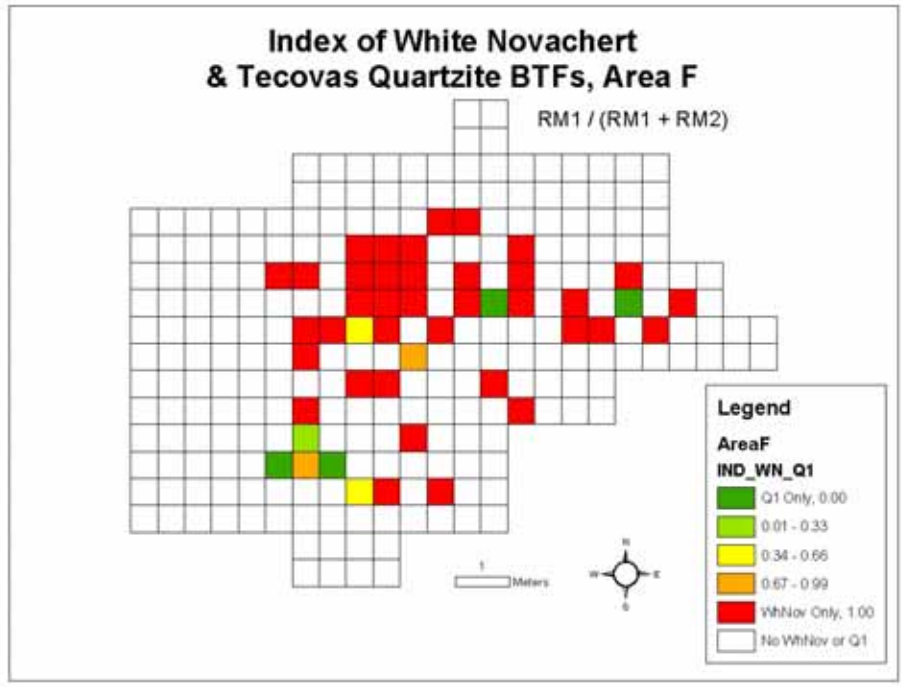 Index of White Novachert
& Tecovas Quartzite BTFs, Area F
RM1 / (RM1 + RM2)
Legend
AreaF
IND_WN_Q1
Q1 Only, 0.00
0.01 - 0.33
0.34 - 0.66
0.67 - 0.99
WhNov Only, 1.00
No WhNov or Q1
1
Meters
N
W E
S